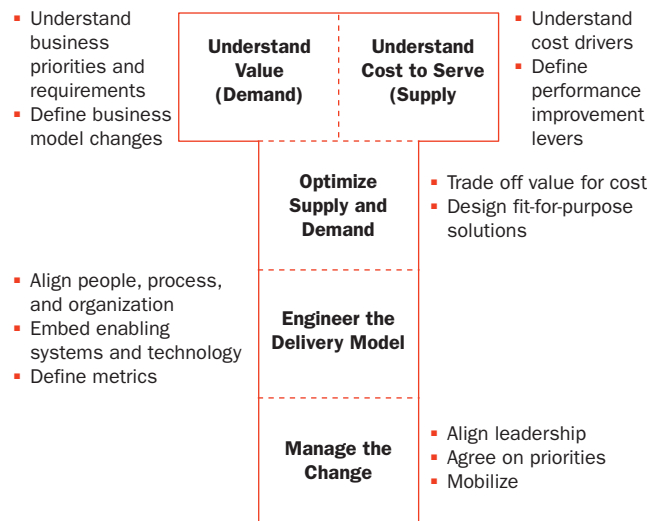 ▪ Understand
business
priorities and
requirements
▪ Define business
model changes
Understand
Value
(Demand)
Understand
Cost to Serve
(Supply
▪ Understand
cost drivers
▪ Define
performance
improvement
levers
Optimize
Supply and
Demand
▪ Trade off value for cost
▪ Design fit-for-purpose
solutions
▪ Align people, process,
and organization
▪ Embed enabling
systems and technology
▪ Define metrics
Engineer the
Delivery Model
Manage the
Change
▪ Align leadership
▪ Agree on priorities
▪ Mobilize